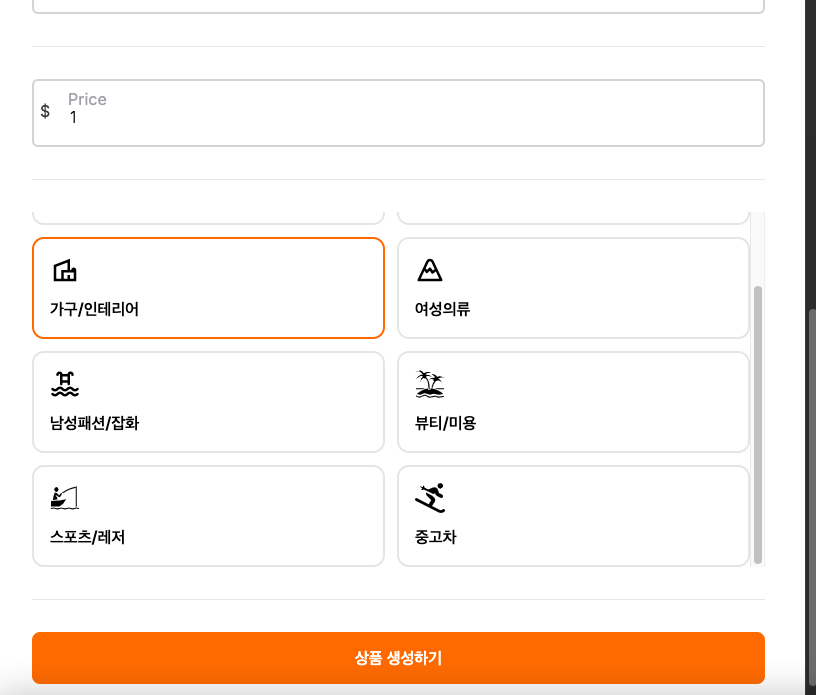 Price
$
1
가구/인테리어
여성의류
남성패션/잡화
뷰티/미용
스포츠/레저
중고차
상품 생성하기